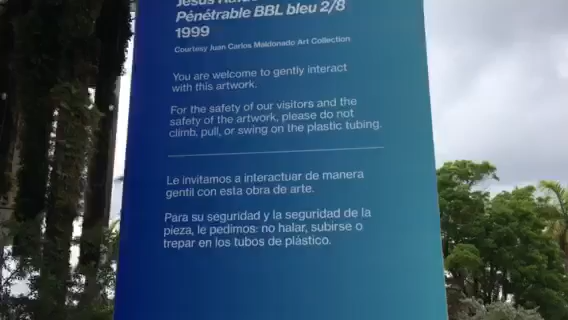 Pénétrable BBL bleu 2/8
1999
Courtesy Juan Carlos Maldonado Art Collection
You are welcome to gently interact
with this artwork.
For the safety of our visitors and the
safety of the artwork, please do not
climb, pull, or swing on the plastic tubing.
Le invitamos a interactuar de manera
gentil con esta obra de arte.
Para su seguridad y la seguridad de la
pieza, le pedimos: no halar, subirse o
trepar en los tubos de plástico.